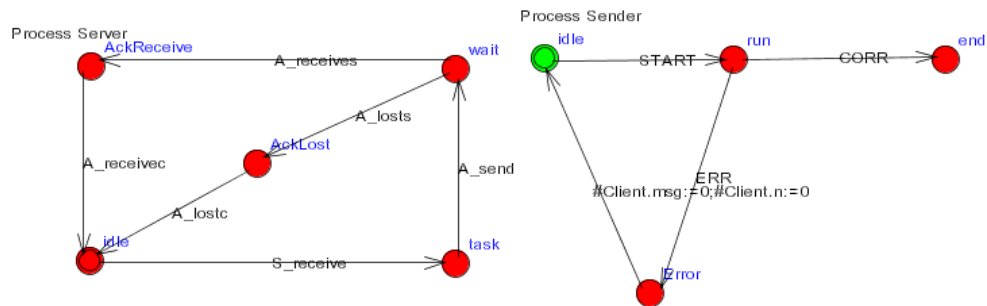 Process Server
AckReceive
wait
A_receives
A_losts
AckLost
A_receivec
A_send
A_lostc
idle
task
S_receive
Process Sender
idle
run
end
START
CORR
ERR
#Client.msg:=0;#Client.n:=0
Error